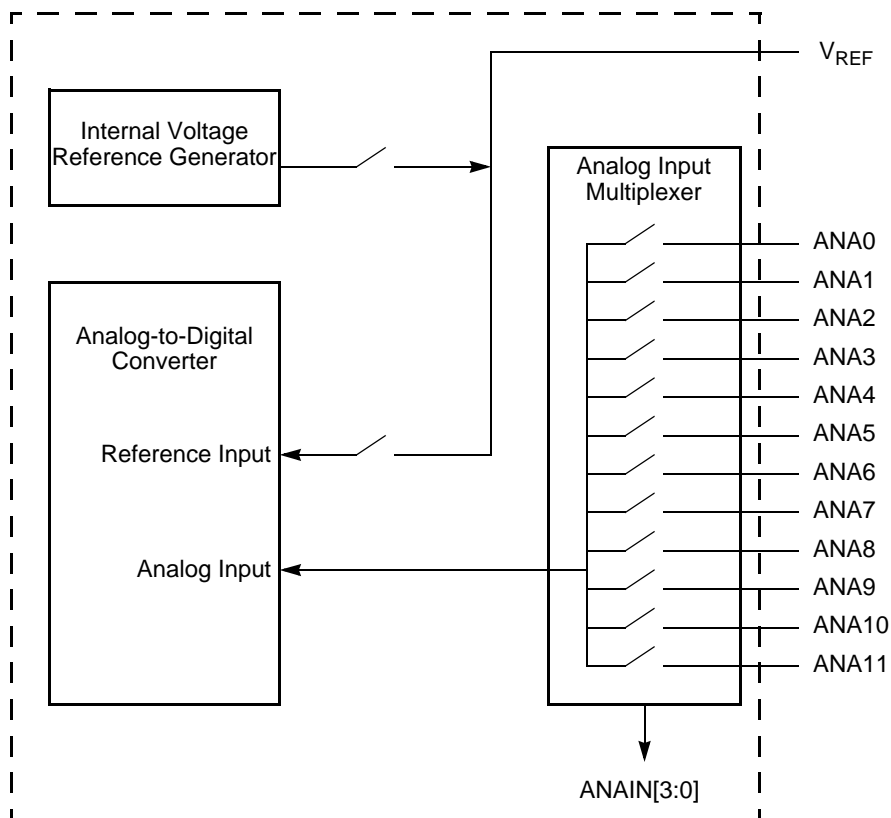 V_REF
Internal Voltage
Reference Generator
Analog Input
Multiplexer
ANA0
ANA1
ANA2
Analog-to-Digital
Converter
ANA3
ANA4
ANA5
Reference Input
ANA6
ANA7
ANA8
Analog Input
ANA9
ANA10
ANA11
ANAIN[3:0]